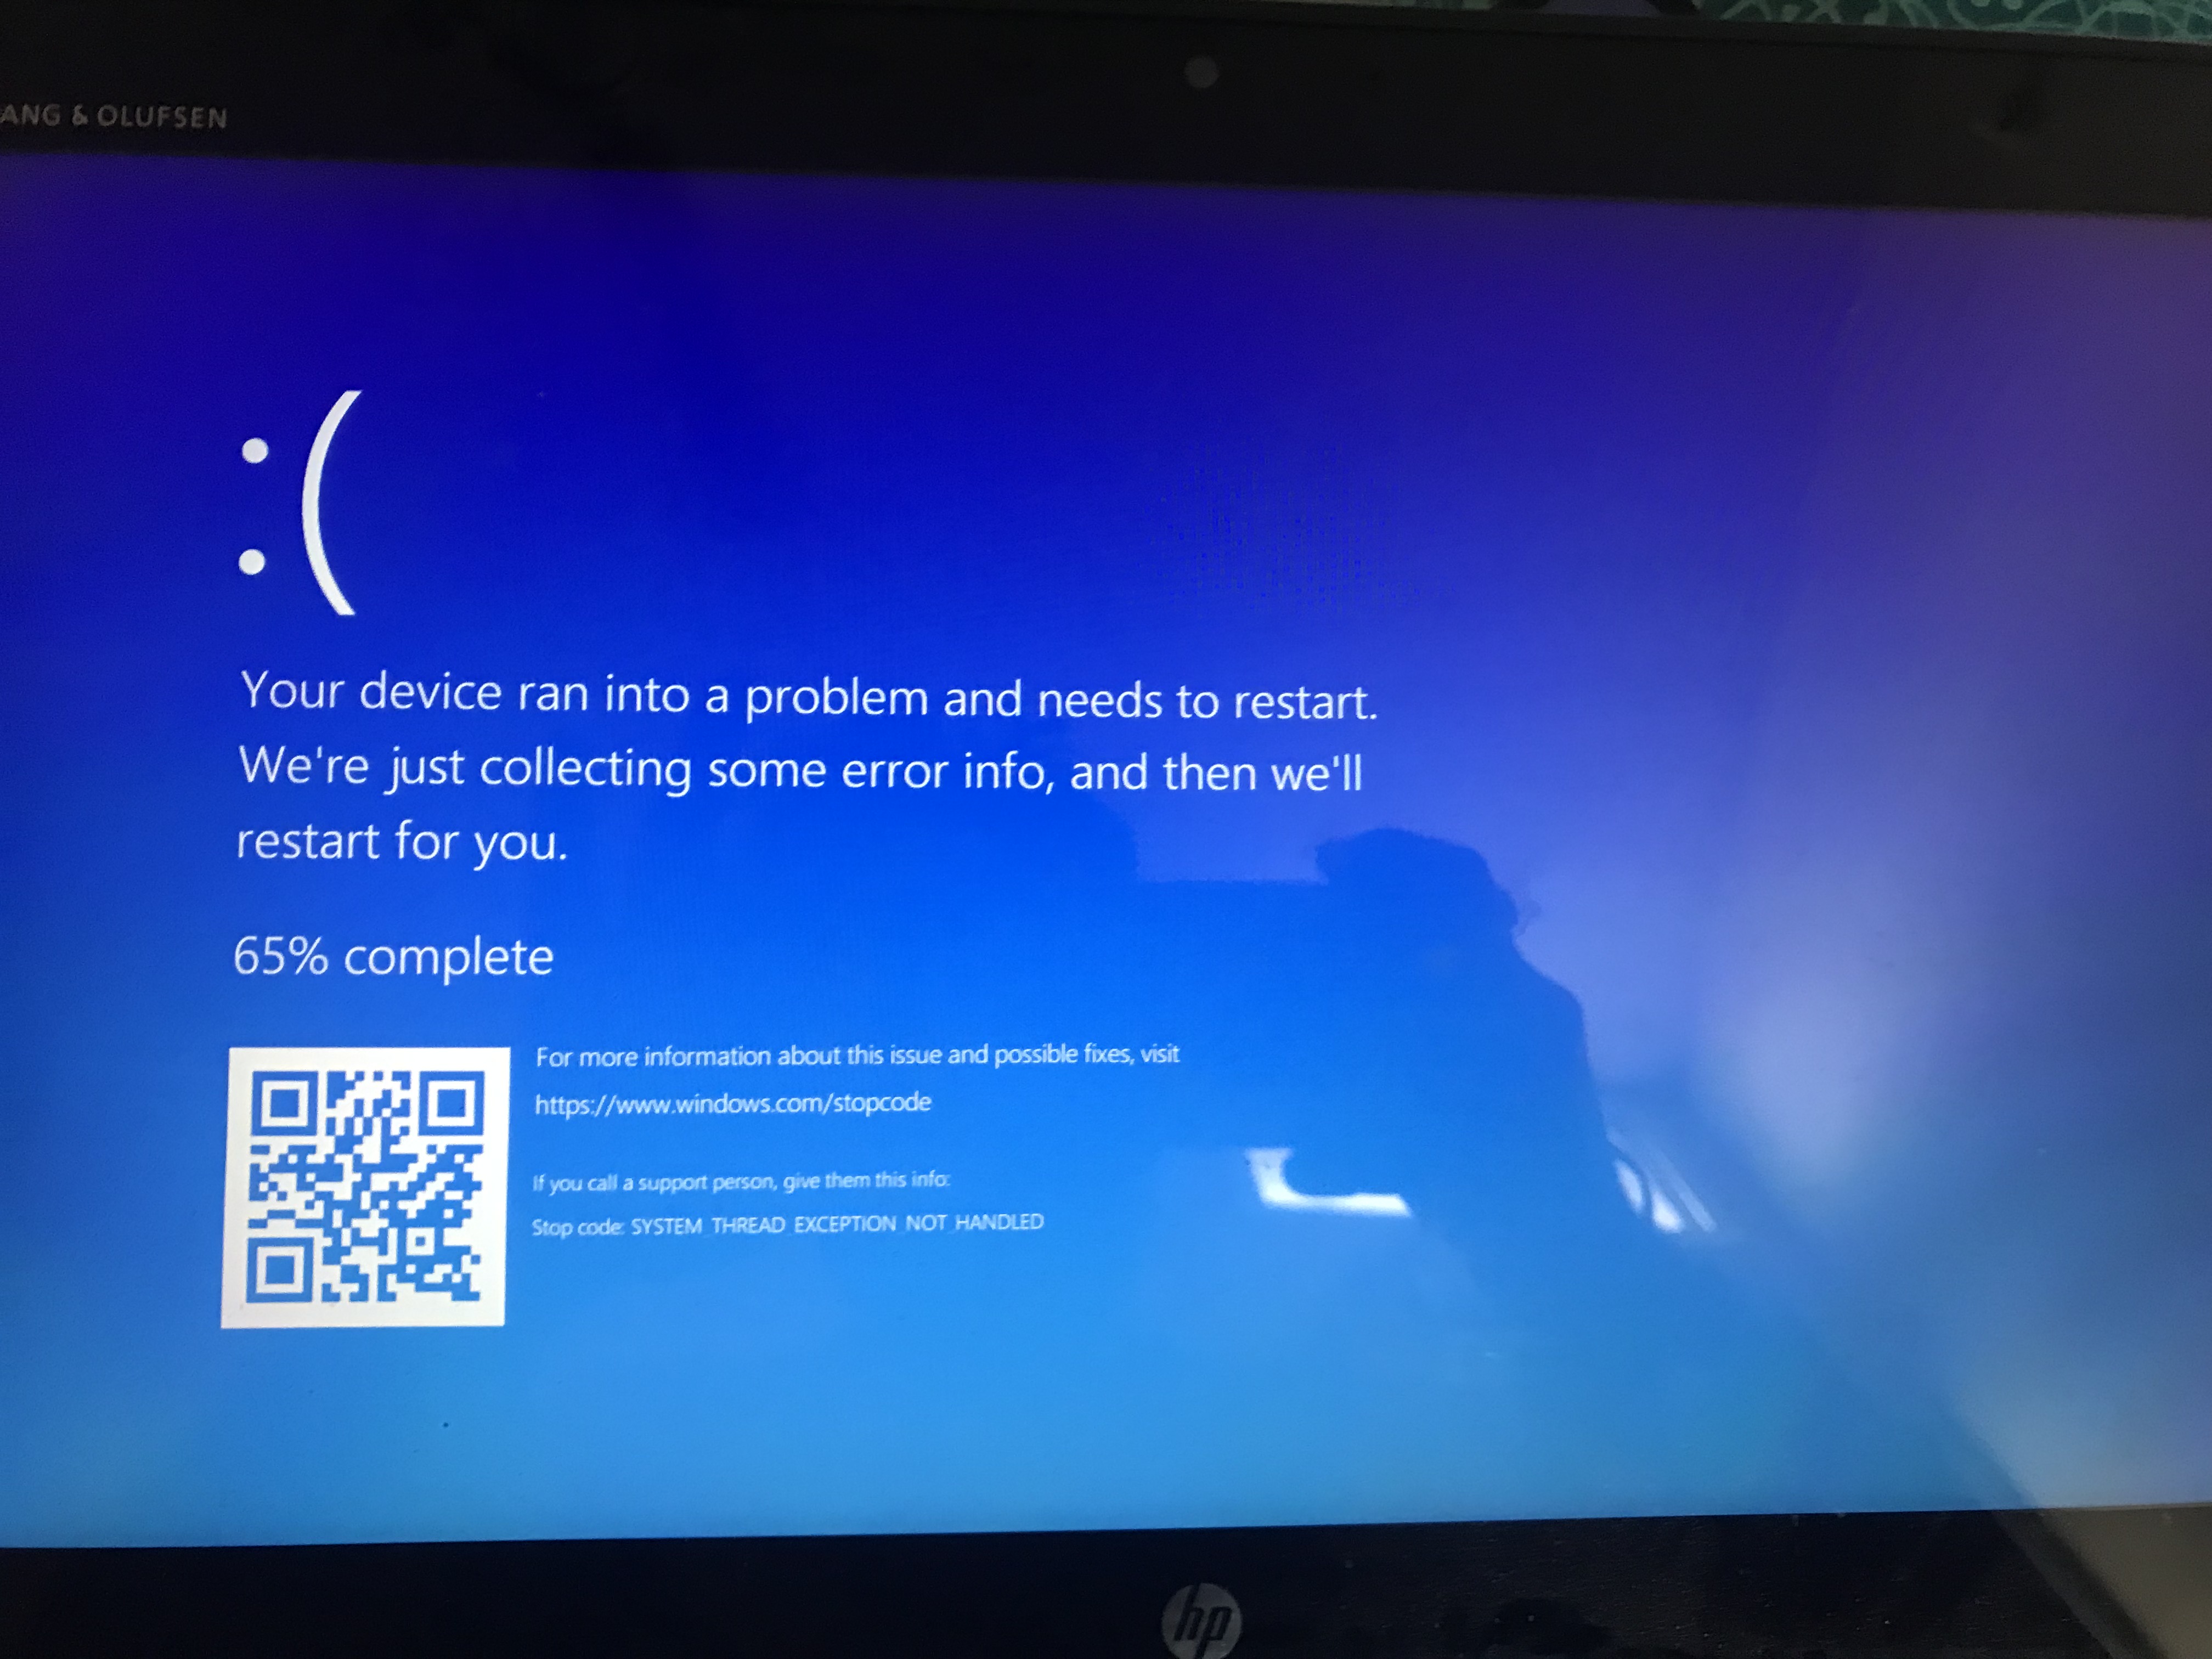 ANG & OLUFSEN
:(
Your device ran into a problem and needs to restart.
We're just collecting some error info, and then we'll
restart for you.
65% complete
For more information about this issue and possible fixes, visit
https://www.windows.com/stopcode
If you call a support person, give them this info:
Stop code: SYSTEM THREAD EXCEPTION NOT HANDLED
hp